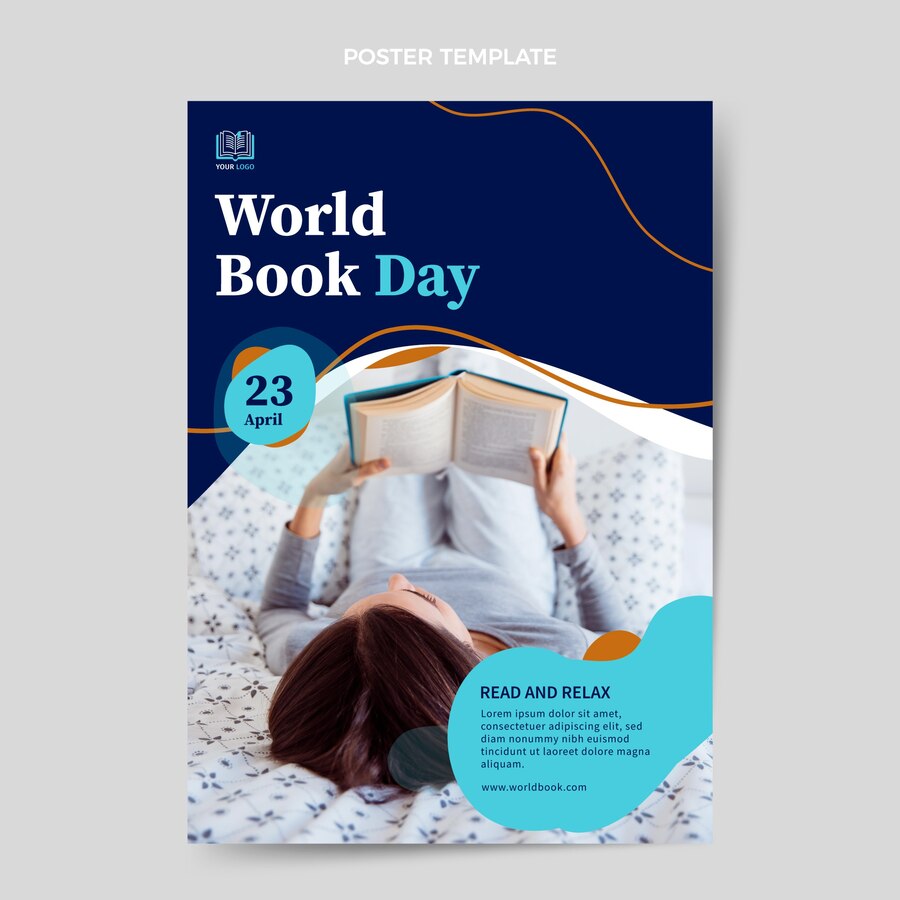 POSTER TEMPLATE
YOUR LOGO
World
Book Day
23
April
READ AND RELAX
Lorem ipsum dolor sit amet,
consectetuer adipiscing elit, sed
diam nonummy nibh euismod
tincidunt ut laoreet dolore magna
aliquam.
www.worldbook.com